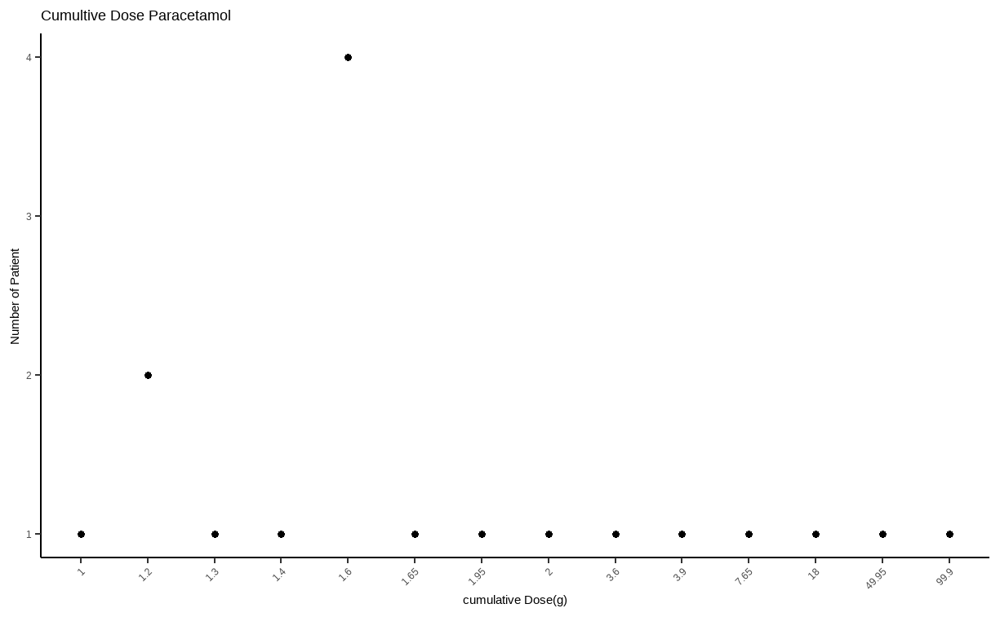 Cumultive Dose Paracetamol
4
3
2
1
Number of Patient
1 1.2 1.3 1.4 1.6 1.65 1.95 2 3.6 3.9 7.65 18 49.95 99.9
cumulative Dose(g)